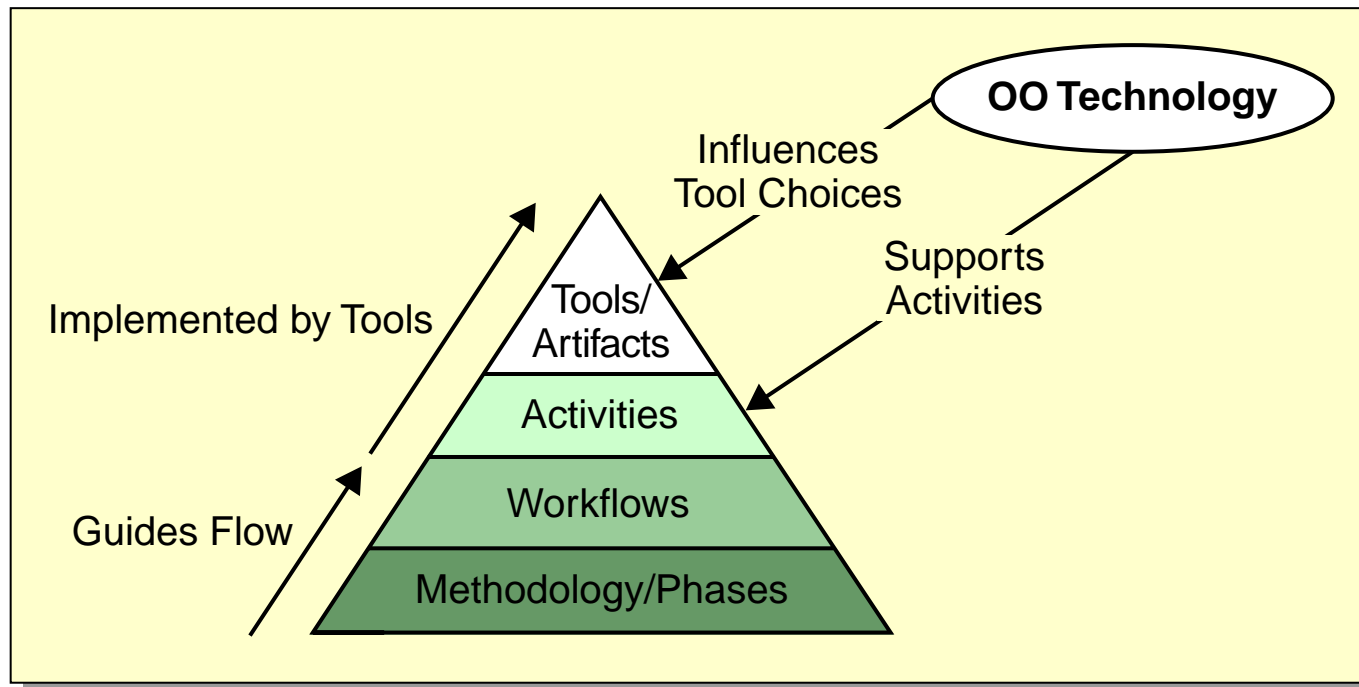 OO Technology
Influences
Tool Choices
Supports
Activities
Implemented by Tools
Tools/
Artifacts
Activities
Workflows
Guides Flow
Methodology/Phases